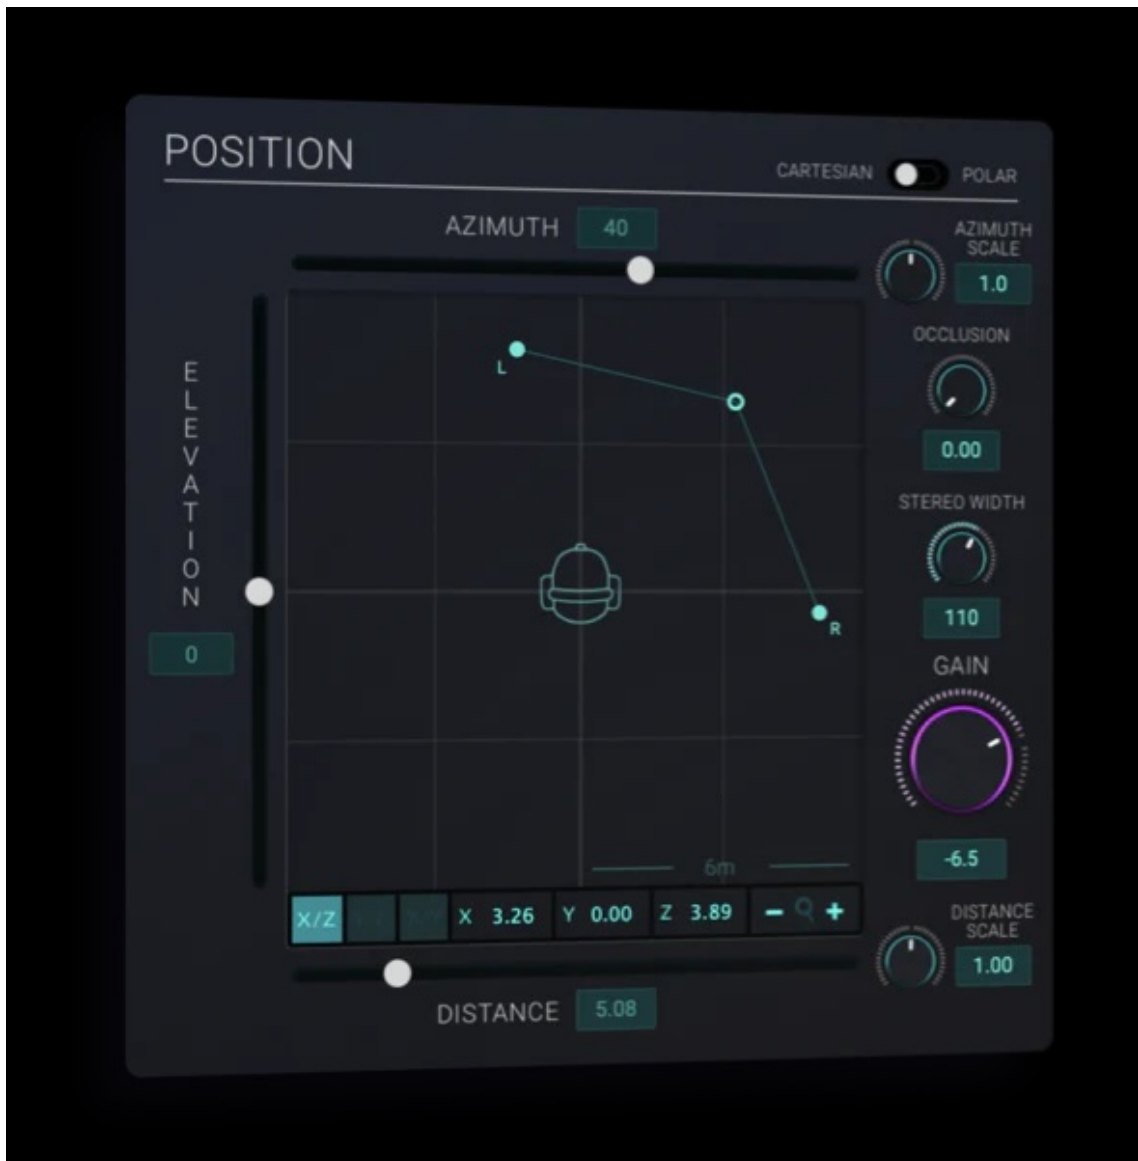 POSITION
CARTESIAN POLAR
AZIMUTH 40
AZIMUTH
SCALE
1.0
OCCLUSION
0.00
L
ELEVATION
0
STEREO WIDTH
110
R
GAIN
-6.5
6m
X/Z X 3.26 Y 0.00 Z 3.89 − +
DISTANCE
SCALE
1.00
DISTANCE 5.08